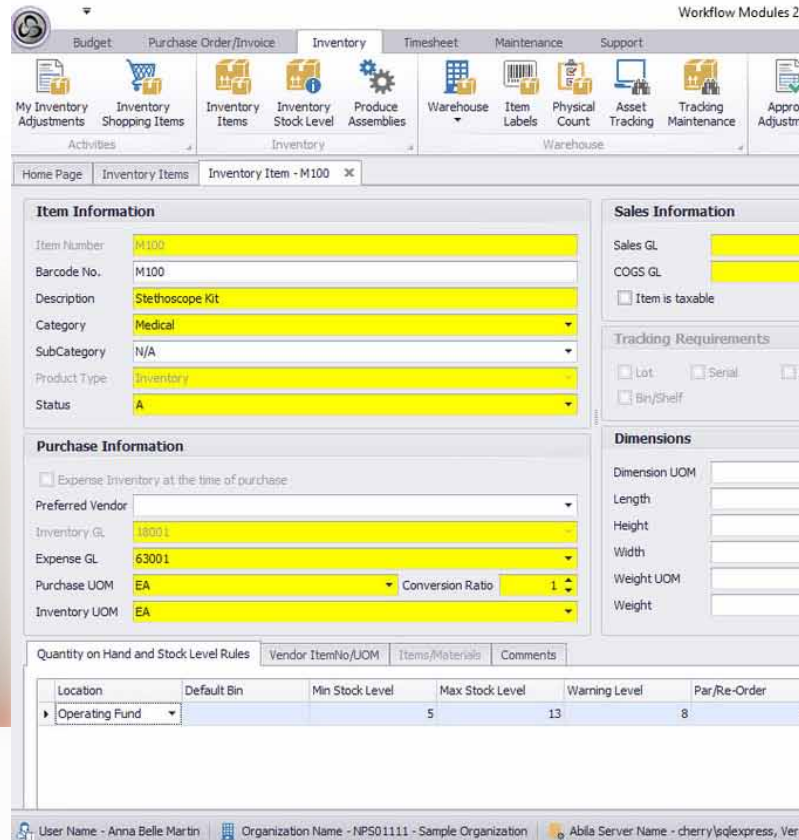 Workflow Modules 2
Budget Purchase Order/Invoice Inventory Timesheet Maintenance Support
My Inventory Adjustments Inventory Shopping Items Inventory Items Inventory Stock Level Produce Assemblies Warehouse Item Labels Physical Count Asset Tracking Tracking Maintenance Appro Adjustm
Activities Inventory Warehouse
Home Page Inventory Items Inventory Item - M100
Item Information
Item Number M100
Barcode No. M100
Description Stethoscope Kit
Category Medical
SubCategory N/A
Product Type Inventory
Status A
Sales Information
Sales GL
COGS GL
Item is taxable
Tracking Requirements
Lot Serial
Bin/Shelf
Purchase Information
Expense Inventory at the time of purchase
Preferred Vendor
Inventory GL 18001
Expense GL 63001
Purchase UOM EA Conversion Ratio 1
Inventory UOM EA
Dimensions
Dimension UOM
Length
Height
Width
Weight UOM
Weight
Quantity on Hand and Stock Level Rules Vendor ItemNo/UOM Items/Materials Comments
Location Default Bin Min Stock Level Max Stock Level Warning Level Par/Re-Order
Operating Fund 5 13 8
User Name - Anna Belle Martin Organization Name - NPS01111 - Sample Organization Abila Server Name - cherry\sqlexpress, Ver